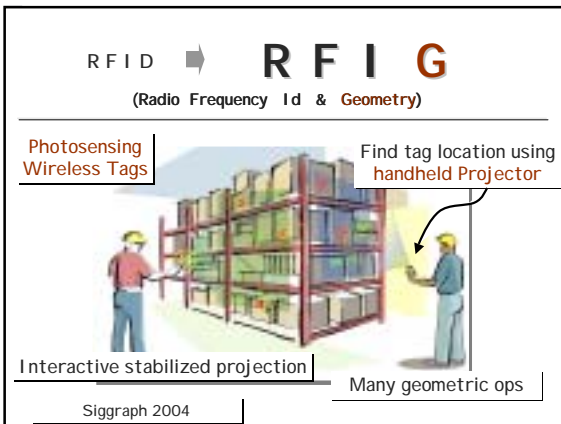 RFID RFIG
(Radio Frequency Id & Geometry)
Photosensing
Wireless Tags
Find tag location using
handheld Projector
Interactive stabilized projection
Many geometric ops
Siggraph 2004